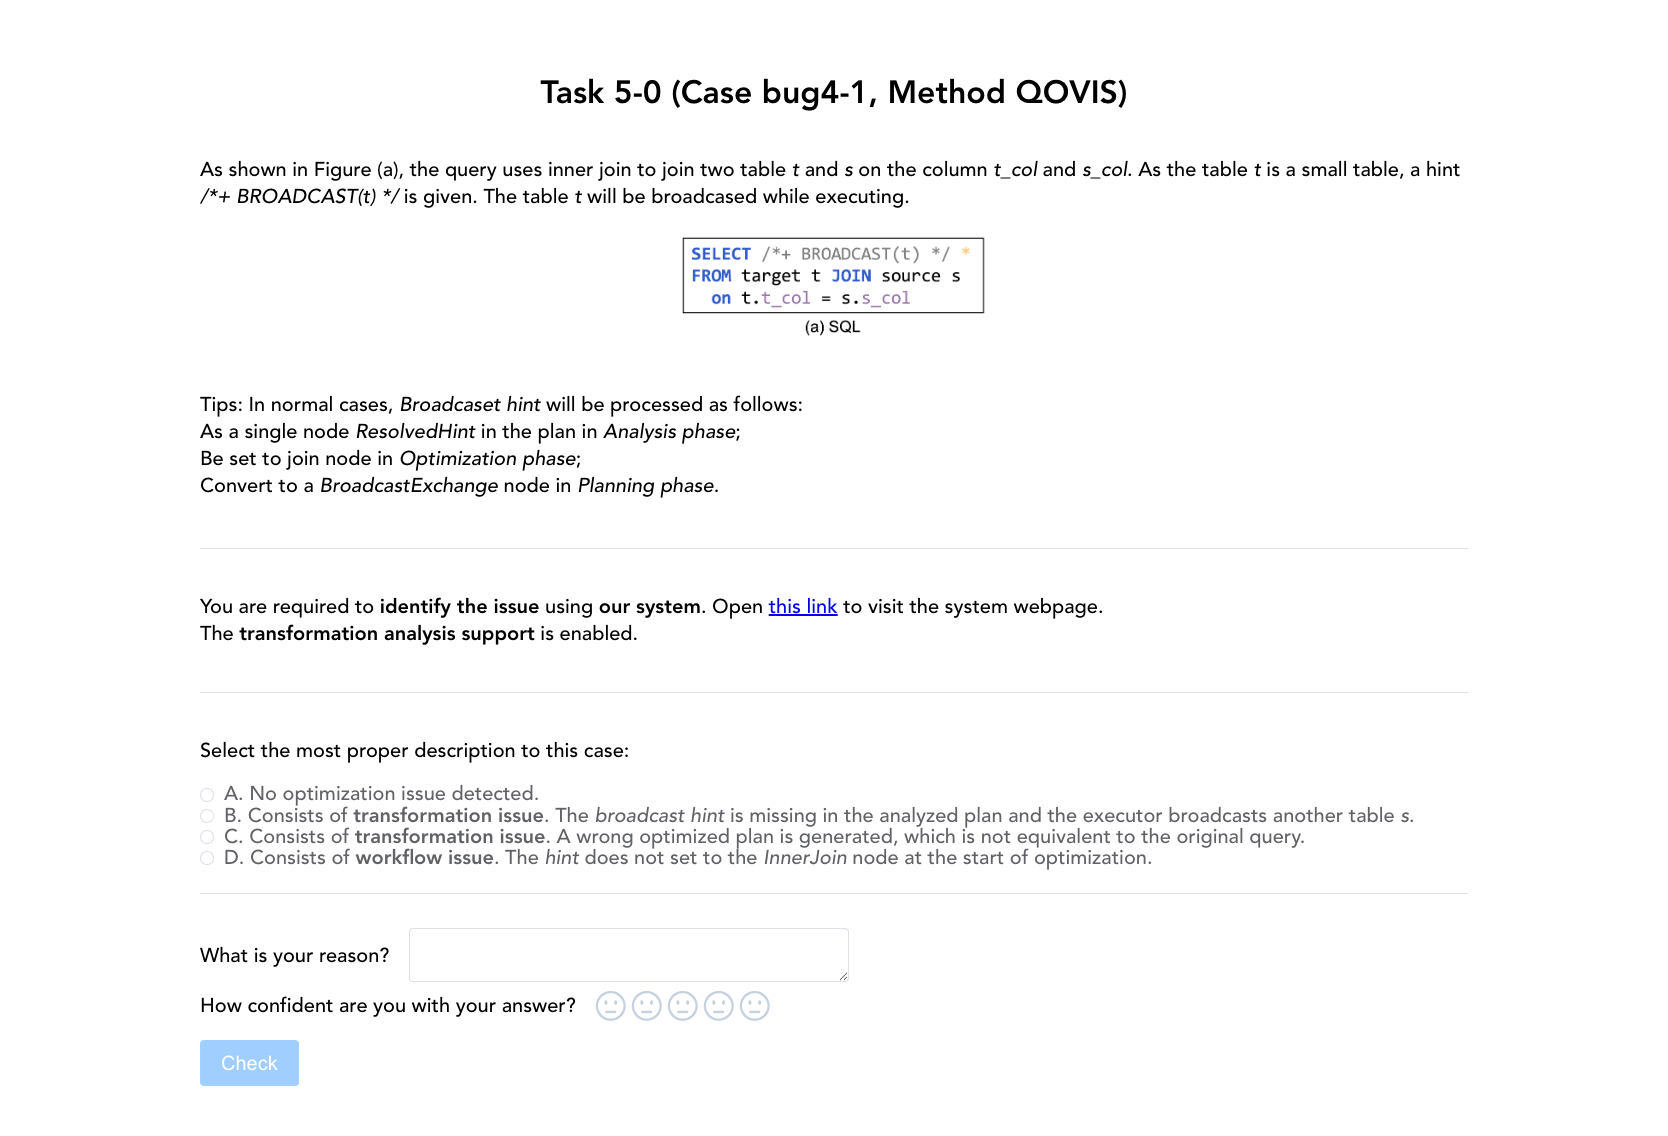 Task 5-0 (Case bug4-1, Method QOVIS)
As shown in Figure (a), the query uses inner join to join two table t and s on the column t_col and s_col. As the table t is a small table, a hint
/*+ BROADCAST(t) */ is given. The table t will be broadcased while executing.
SELECT /*+ BROADCAST(t) */ *
FROM target t JOIN source s
on t.t_col = s.s_col
(a) SQL
Tips: In normal cases, Broadcaset hint will be processed as follows:
As a single node ResolvedHint in the plan in Analysis phase;
Be set to join node in Optimization phase;
Convert to a BroadcastExchange node in Planning phase.
You are required to identify the issue using our system. Open this link to visit the system webpage.
The transformation analysis support is enabled.
Select the most proper description to this case:
A. No optimization issue detected.
B. Consists of transformation issue. The broadcast hint is missing in the analyzed plan and the executor broadcasts another table s.
C. Consists of transformation issue. A wrong optimized plan is generated, which is not equivalent to the original query.
D. Consists of workflow issue. The hint does not set to the InnerJoin node at the start of optimization.
What is your reason?
How confident are you with your answer?
Check